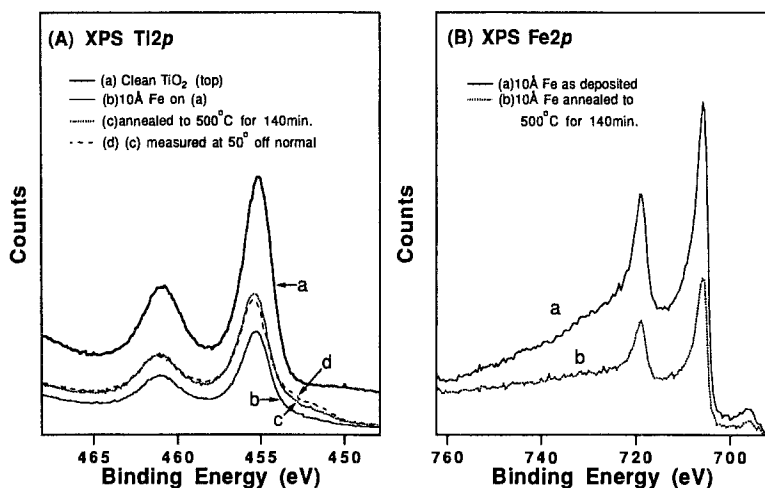 (A) XPS Ti2p
(a) Clean TiO2 (top)
(b)10Å Fe on (a)
(c)annealed to 500°C for 140min.
(d) (c) measured at 50° off normal
Counts
a
d
b
c
465
460
455
450
Binding Energy (eV)
(B) XPS Fe2p
(a)10Å Fe as deposited
(b)10Å Fe annealed to
500°C for 140min.
Counts
a
b
760
740
720
700
Binding Energy (eV)